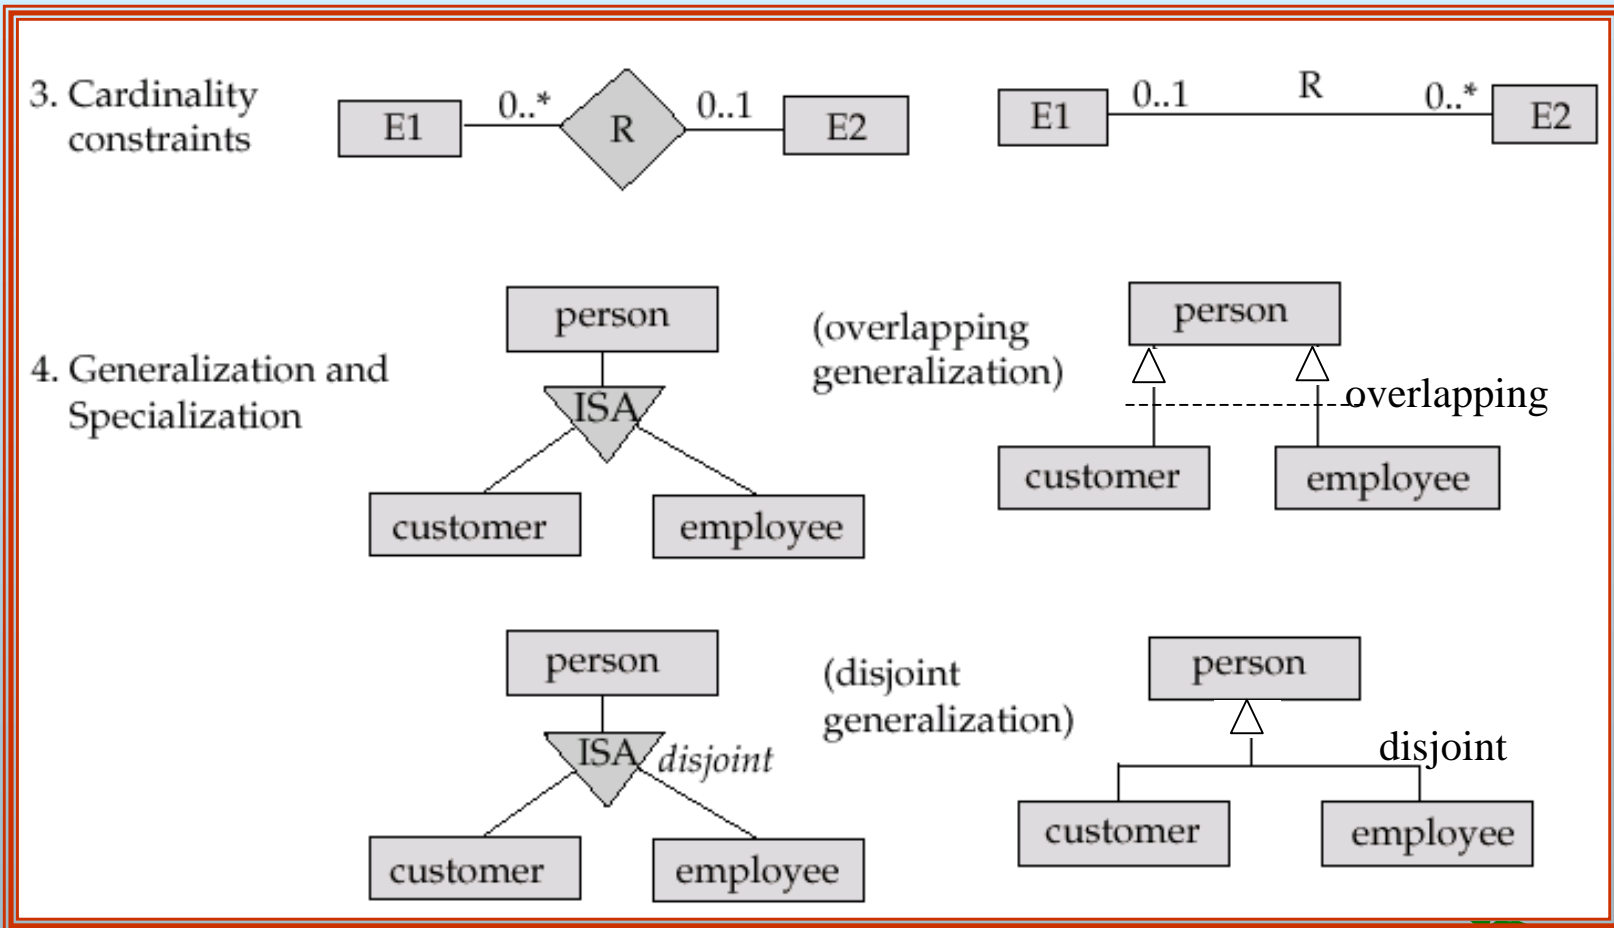 3. Cardinality
constraints
E1
0..*
R
0..1
E2
E1
0..1
R
0..*
E2
4. Generalization and
Specialization
person
ISA
customer
employee
(overlapping
generalization)
person
overlapping
customer
employee
person
ISA
disjoint
customer
employee
(disjoint
generalization)
person
disjoint
customer
employee